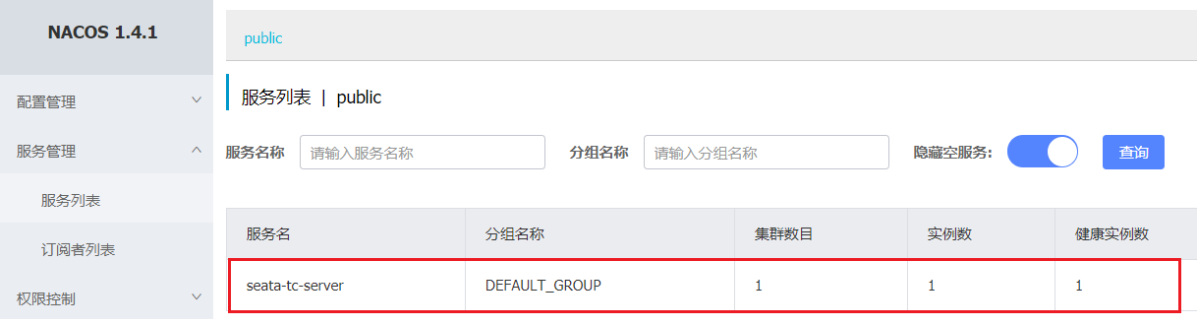 NACOS 1.4.1
public
配置管理
服务管理
服务列表
订阅者列表
权限控制
服务列表 | public
服务名称 请输入服务名称 分组名称 请输入分组名称 隐藏空服务: 查询
服务名 分组名称 集群数目 实例数 健康实例数
seata-tc-server DEFAULT_GROUP 1 1 1